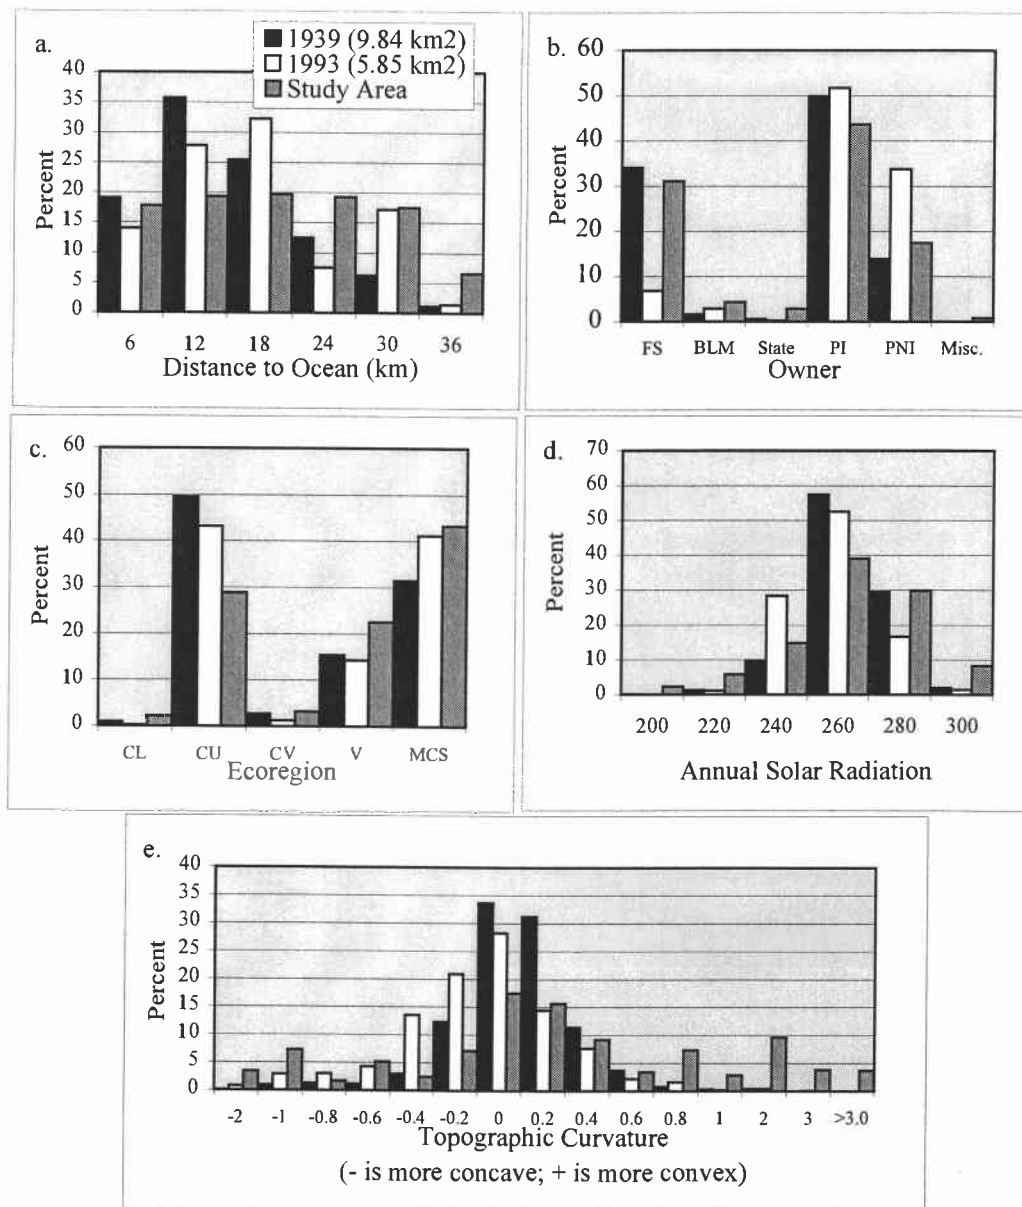 a.
1939 (9.84 km2)
1993 (5.85 km2)
Study Area
40
35
30
25
20
15
10
5
0
Percent
6 12 18 24 30 36
Distance to Ocean (km)
b.
60
50
40
30
20
10
0
Percent
FS BLM State PI PNI Misc.
Owner
c.
60
50
40
30
20
10
0
Percent
CL CU CV V MCS
Ecoregion
d.
70
60
50
40
30
20
10
0
Percent
200 220 240 260 280 300
Annual Solar Radiation
e.
40
35
30
25
20
15
10
5
0
Percent
-2 -1 -0.8 -0.6 -0.4 -0.2 0 0.2 0.4 0.6 0.8 1 2 3 >3.0
Topographic Curvature
(- is more concave; + is more convex)